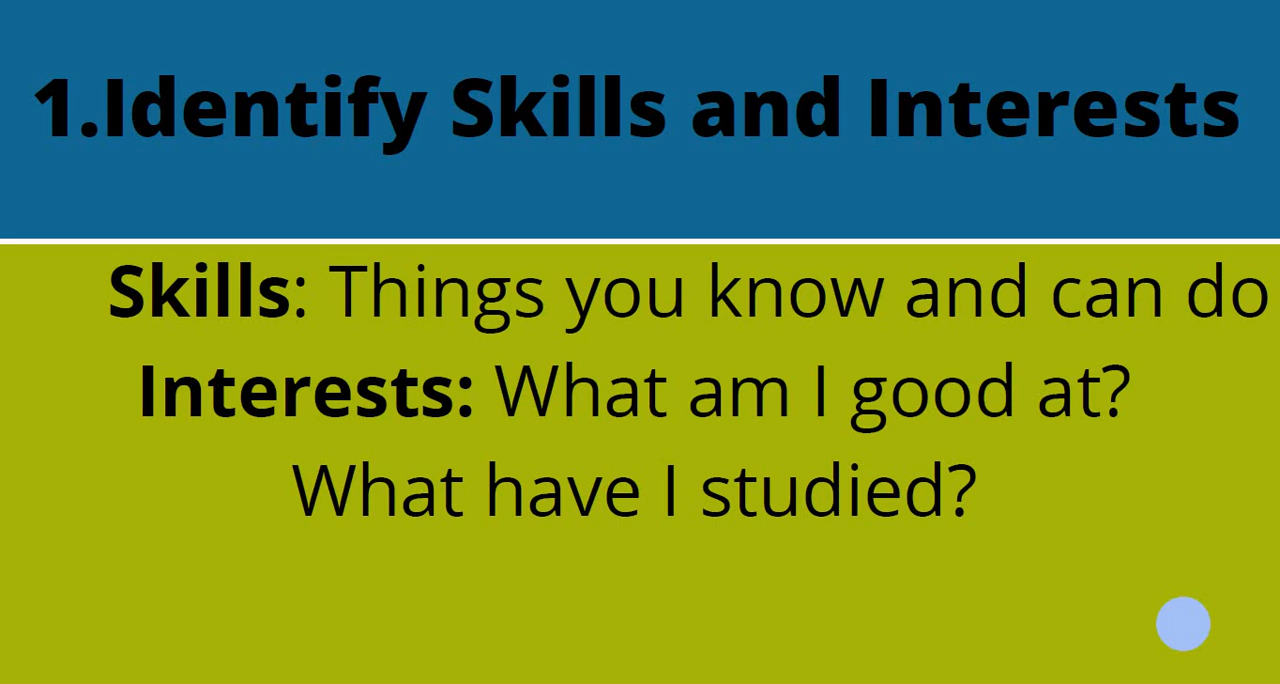 1.Identify Skills and Interests
Skills: Things you know and can do
Interests: What am I good at?
What have I studied?